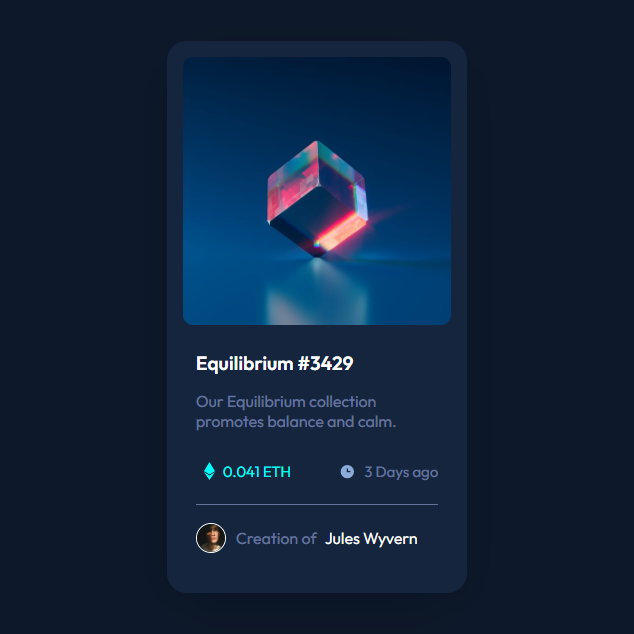 Equilibrium #3429
Our Equilibrium collection
promotes balance and calm.
0.041 ETH 3 Days ago
Creation of Jules Wyvern